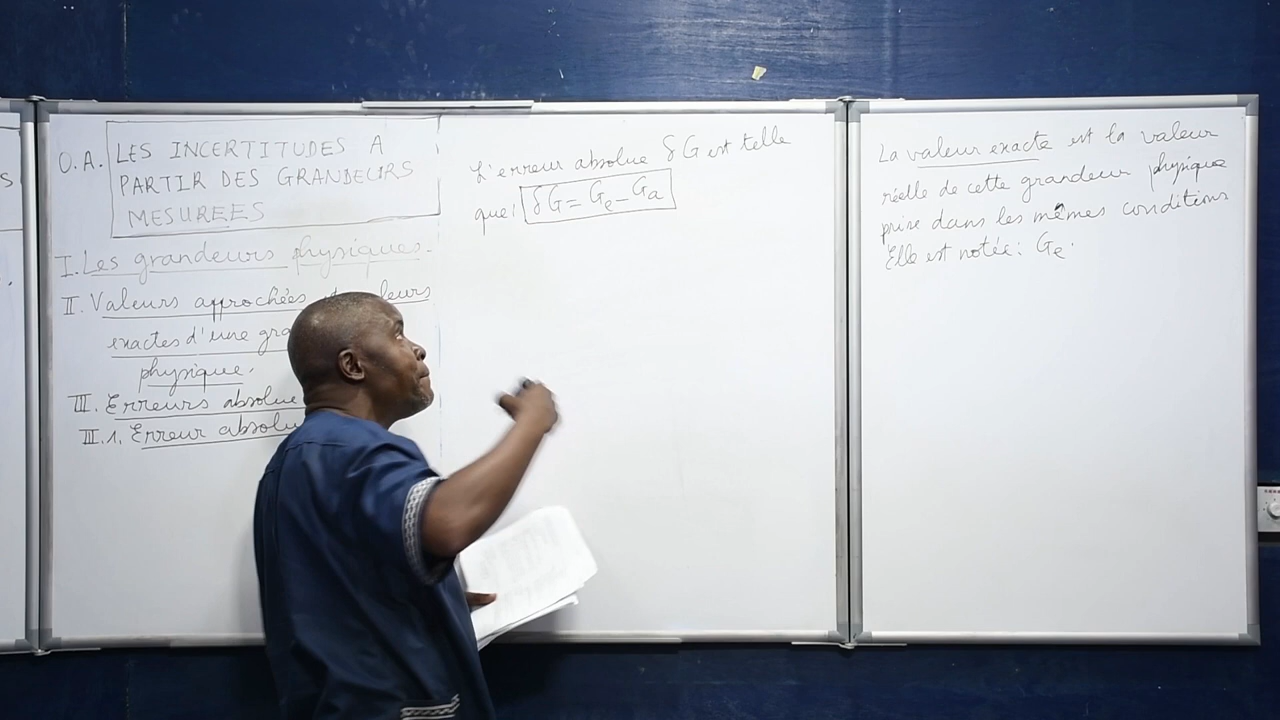 O.A. LES INCERTITUDES A
PARTIR DES GRANDEURS
MESUREES
I. Les grandeurs physiques.
II. Valeurs approchées
exactes d'une
physique.
III. Erreurs absolue
III.1. Erreur absolu
L'erreur absolue δG est telle
que: δG = Ge - Ga
La valeur exacte est la valeur
réelle de cette grandeur physique
prise dans les mêmes conditions
Elle est notée: Ge.